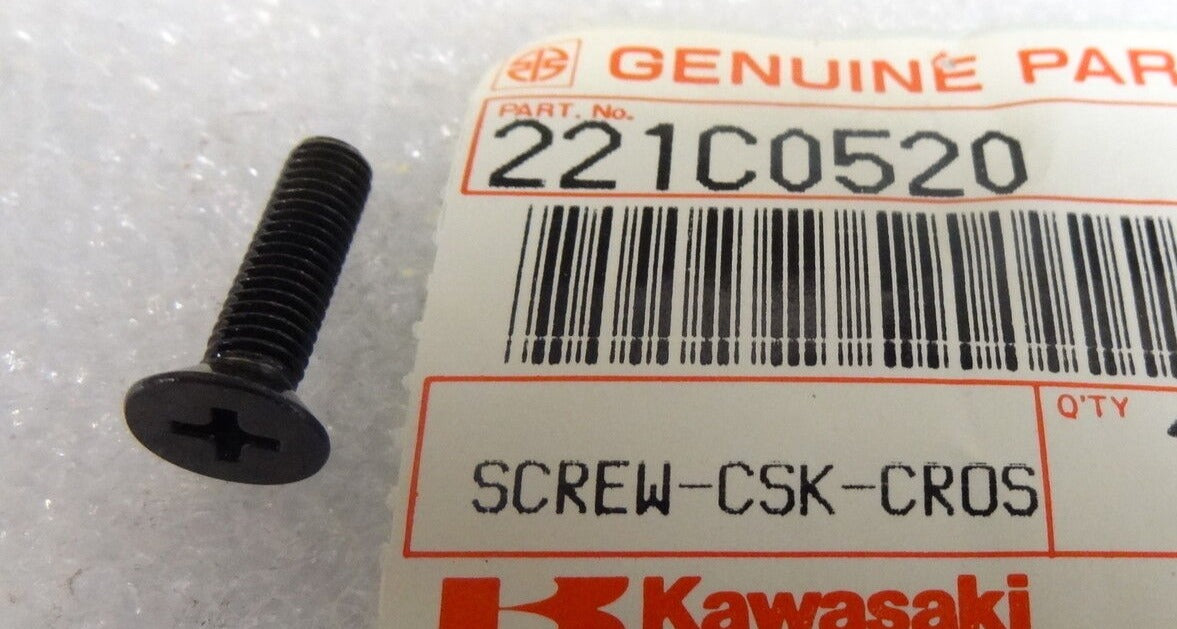 GENUINE PAR
PART. No.
221C0520
Q'TY
SCREW-CSK-CROS
Kawasaki